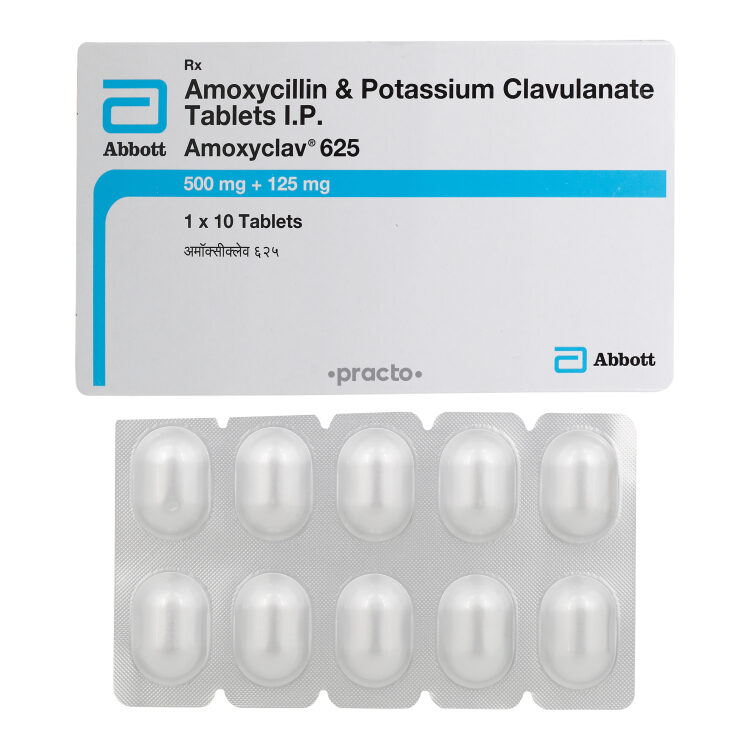 Rx
Amoxycillin & Potassium Clavulanate
Tablets I.P.
Abbott
Amoxyclav® 625
500 mg + 125 mg
1 x 10 Tablets
अमॉक्सीक्लेव ६२५
Abbott
•practo•